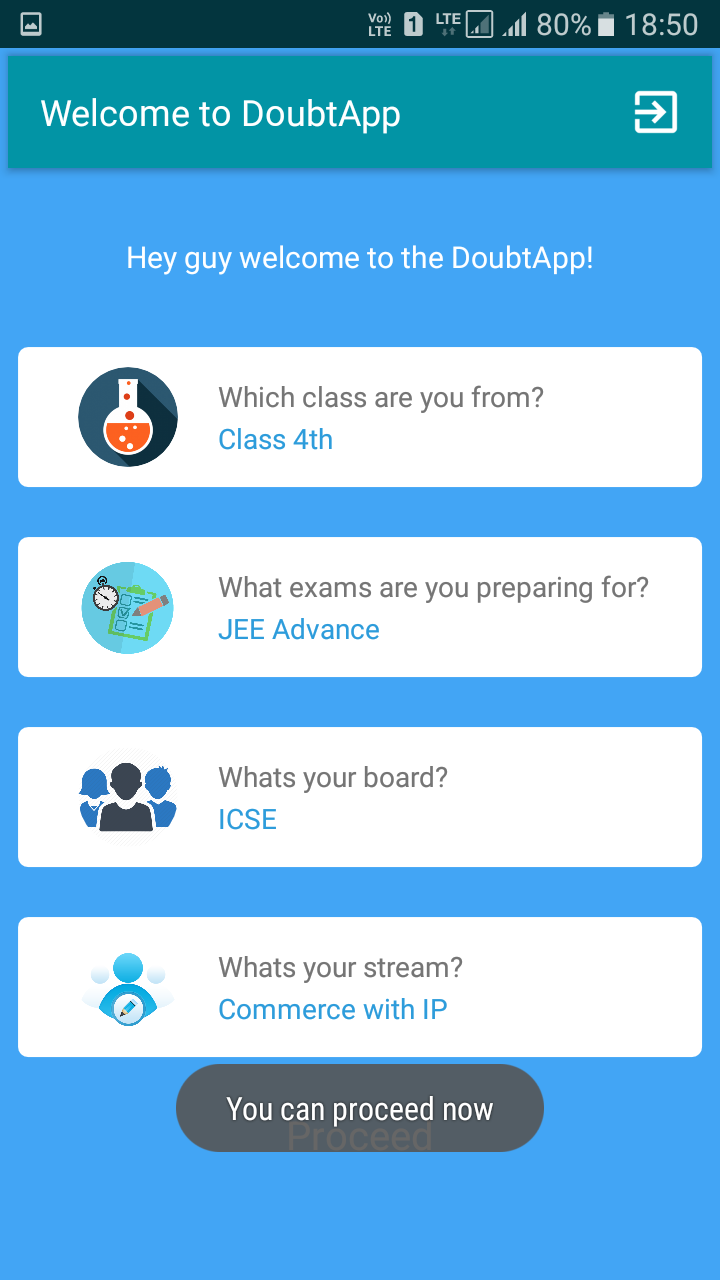 Vo)) LTE 1 LTE 80% 18:50
Welcome to DoubtApp
Hey guy welcome to the DoubtApp!
Which class are you from?
Class 4th
What exams are you preparing for?
JEE Advance
Whats your board?
ICSE
Whats your stream?
Commerce with IP
You can proceed now
Proceed